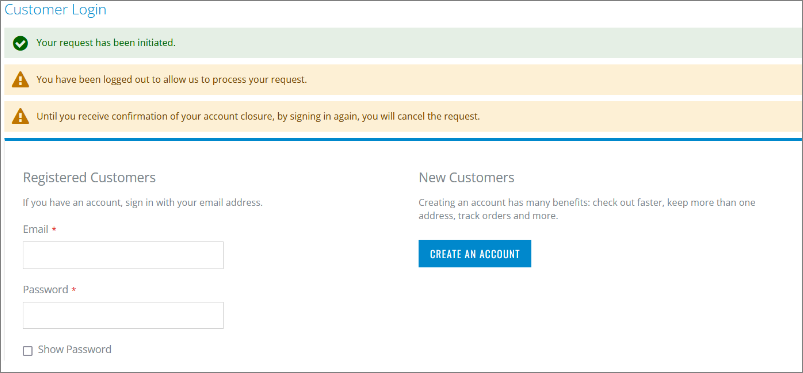 Customer Login
Your request has been initiated.
You have been logged out to allow us to process your request.
Until you receive confirmation of your account closure, by signing in again, you will cancel the request.
Registered Customers
If you have an account, sign in with your email address.
Email *
Password *
Show Password
New Customers
Creating an account has many benefits: check out faster, keep more than one
address, track orders and more.
CREATE AN ACCOUNT